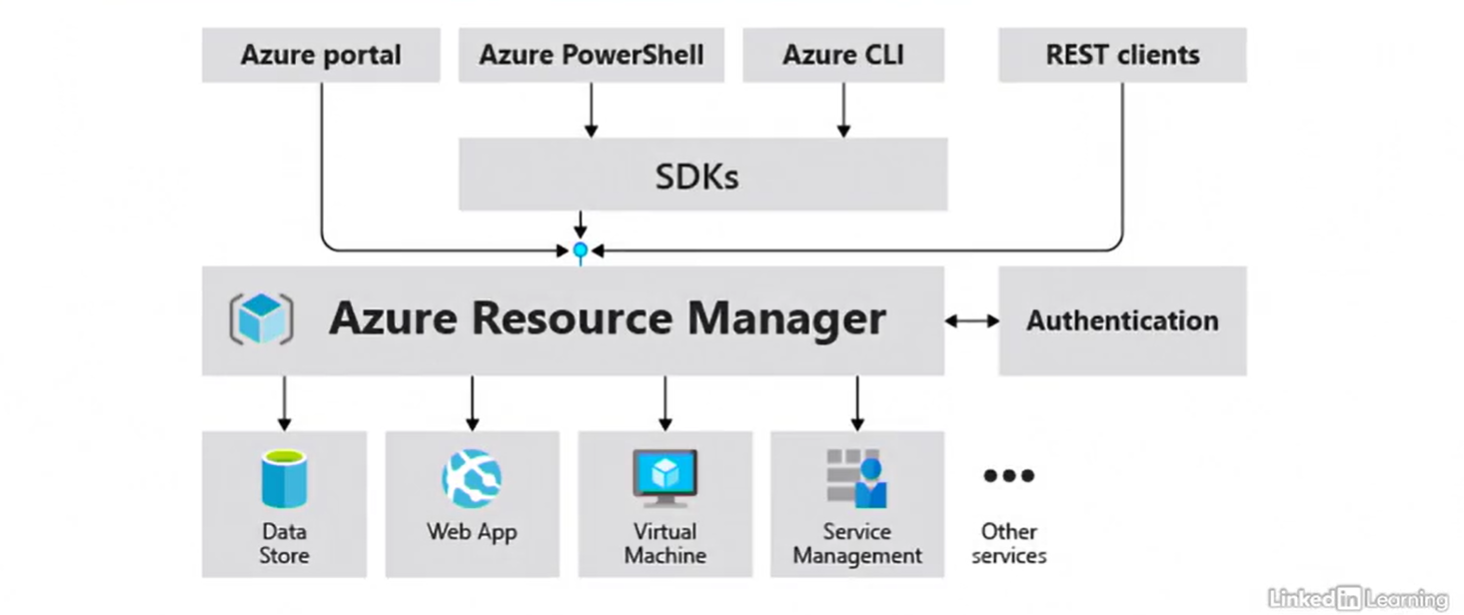 Azure portal
Azure PowerShell
Azure CLI
REST clients
SDKs
Azure Resource Manager
Authentication
Data
Store
Web App
Virtual
Machine
Service
Management
Other
services
LinkedIn Learning